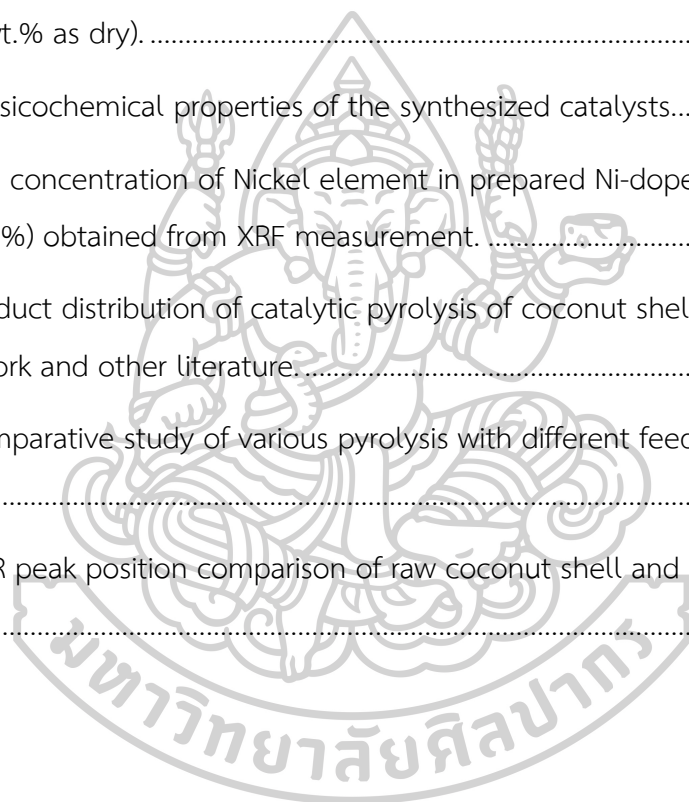 t.% as dry). ................................................................
sicochemical properties of the synthesized catalysts...
concentration of Nickel element in prepared Ni-dope
%) obtained from XRF measurement. ........................
duct distribution of catalytic pyrolysis of coconut shel
ork and other literature. ................................................
mparative study of various pyrolysis with different feed
................................................................................
R peak position comparison of raw coconut shell and
................................................................................
มหาวิทยาลัยศิลปากร